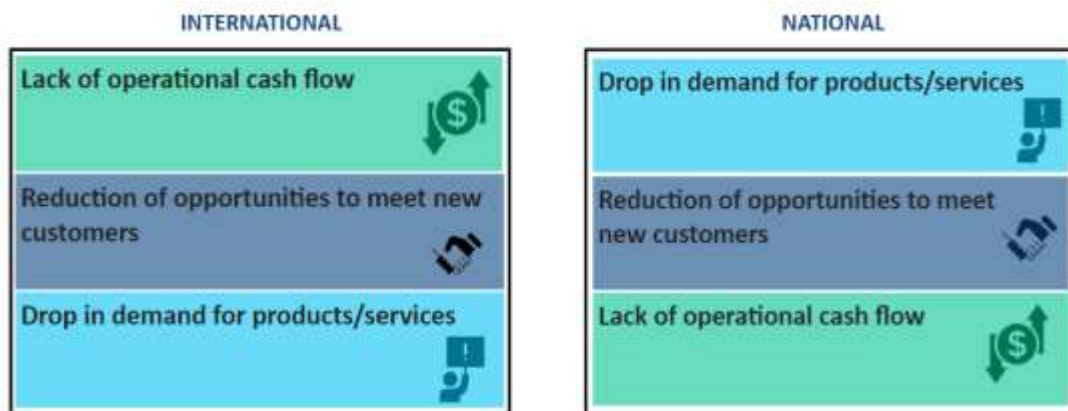 INTERNATIONAL
Lack of operational cash flow
$
Reduction of opportunities to meet new
customers
Drop in demand for products/services
!
NATIONAL
Drop in demand for products/services
!
Reduction of opportunities to meet
new customers
Lack of operational cash flow
$